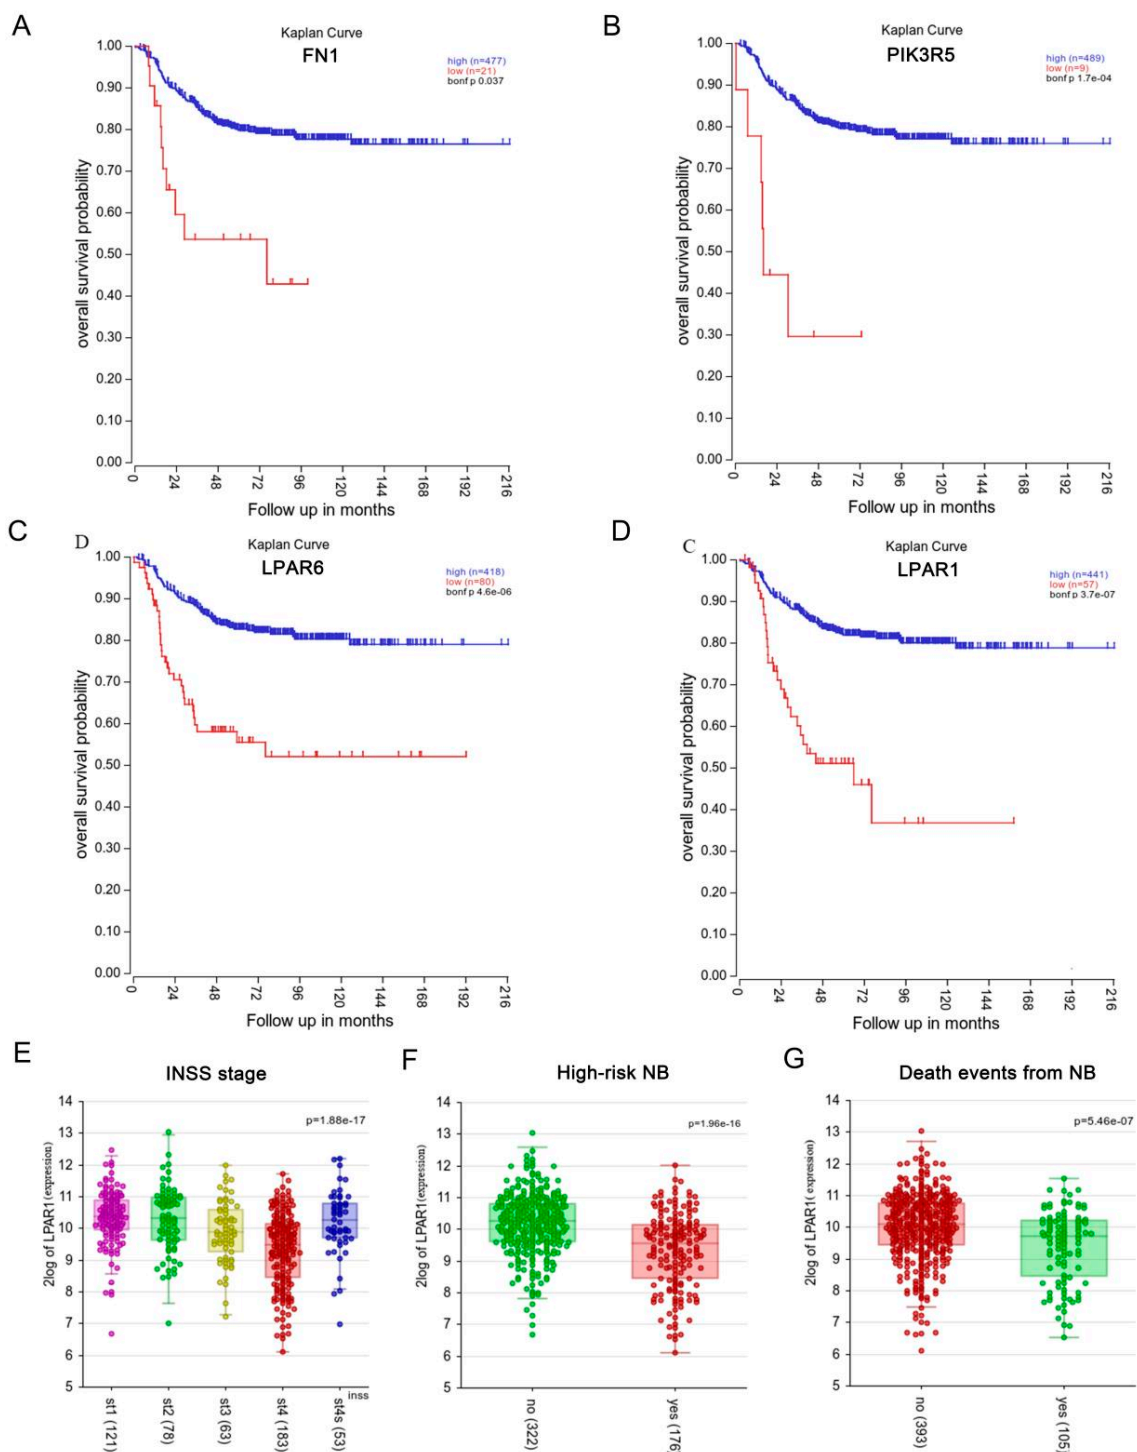 A
Kaplan Curve
FN1
high (n=477)
low (n=21)
bonf p 0.037
overall survival probability
1.00
0.90
0.80
0.70
0.60
0.50
0.40
0.30
0.20
0.10
0.00
0 24 48 72 96 120 144 168 192 216
Follow up in months
B
Kaplan Curve
PIK3R5
high (n=489)
low (n=9)
bonf p 1.7e-04
overall survival probability
1.00
0.90
0.80
0.70
0.60
0.50
0.40
0.30
0.20
0.10
0.00
0 24 48 72 96 120 144 168 192 216
Follow up in months
C
D
Kaplan Curve
LPAR6
high (n=418)
low (n=80)
bonf p 4.6e-06
overall survival probability
1.00
0.90
0.80
0.70
0.60
0.50
0.40
0.30
0.20
0.10
0.00
0 24 48 72 96 120 144 168 192 216
Follow up in months
D
C
Kaplan Curve
LPAR1
high (n=441)
low (n=57)
bonf p 3.7e-07
overall survival probability
1.00
0.90
0.80
0.70
0.60
0.50
0.40
0.30
0.20
0.10
0.00
0 24 48 72 96 120 144 168 192 216
Follow up in months
E
INSS stage
p=1.88e-17
2log of LPAR1(expression)
14
13
12
11
10
9
8
7
6
5
inss
st1 (121) st2 (78) st3 (63) st4 (183) st4s (53)
F
High-risk NB
p=1.96e-16
2log of LPAR1(expression)
14
13
12
11
10
9
8
7
6
5
no (322) yes (176)
G
Death events from NB
p=5.46e-07
2log of LPAR1(expression)
14
13
12
11
10
9
8
7
6
5
no (393) yes (105)